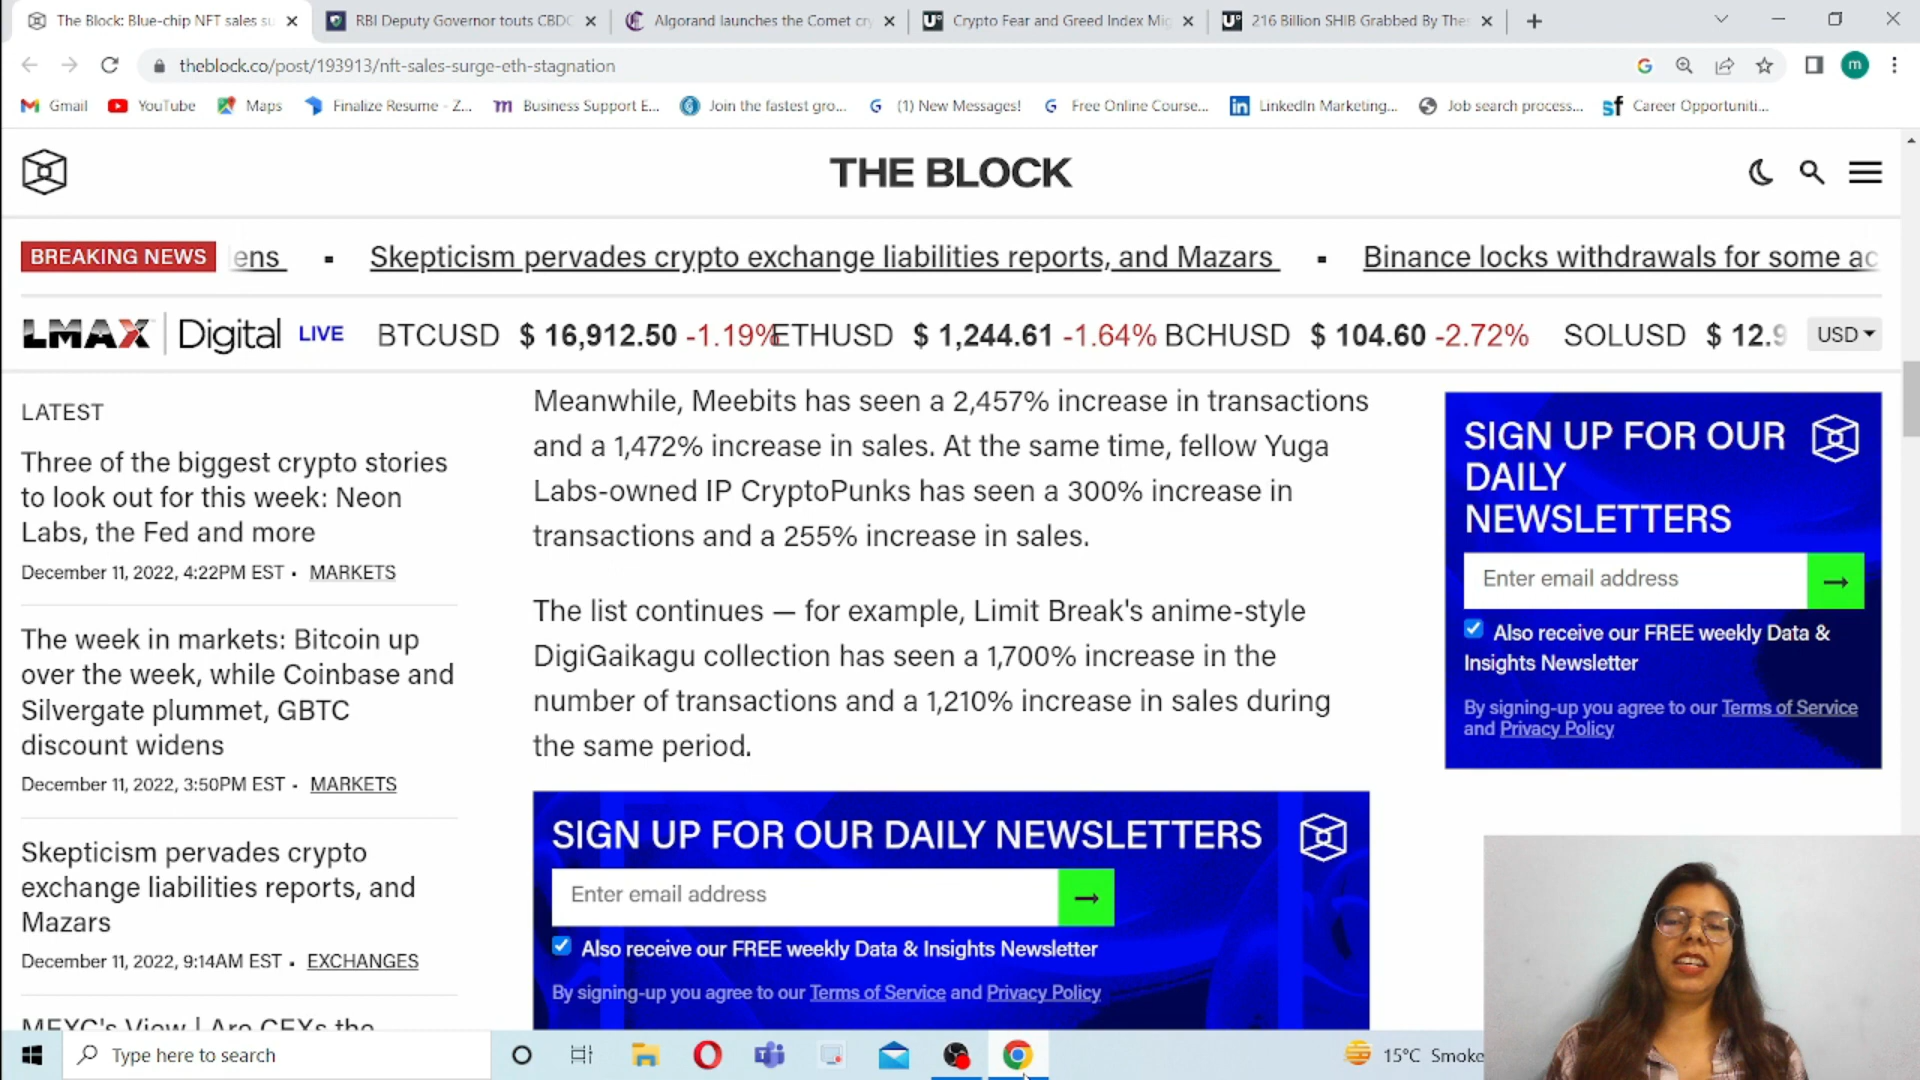 The Block: Blue-chip NFT sales su
RBI Deputy Governor touts CBDC
Algorand launches the Comet cr
Crypto Fear and Greed Index Mig
216 Billion SHIB Grabbed By The
theblock.co/post/193913/nft-sales-surge-eth-stagnation
m
Gmail
YouTube
Maps
Finalize Resume - Z...
Business Support E...
Join the fastest gro...
(1) New Messages!
Free Online Course...
LinkedIn Marketing...
Job search process...
Career Opportuniti...
THE BLOCK
BREAKING NEWS
ens ▪ Skepticism pervades crypto exchange liabilities reports, and Mazars ▪ Binance locks withdrawals for some ac
LMAX Digital LIVE
BTCUSD $ 16,912.50 -1.19%
ETHUSD $ 1,244.61 -1.64%
BCHUSD $ 104.60 -2.72%
SOLUSD $ 12.9
USD
LATEST
Three of the biggest crypto stories
to look out for this week: Neon
Labs, the Fed and more
December 11, 2022, 4:22PM EST • MARKETS
The week in markets: Bitcoin up
over the week, while Coinbase and
Silvergate plummet, GBTC
discount widens
December 11, 2022, 3:50PM EST • MARKETS
Skepticism pervades crypto
exchange liabilities reports, and
Mazars
December 11, 2022, 9:14AM EST • EXCHANGES
MEXC's View | Are CEXs the
Meanwhile, Meebits has seen a 2,457% increase in transactions
and a 1,472% increase in sales. At the same time, fellow Yuga
Labs-owned IP CryptoPunks has seen a 300% increase in
transactions and a 255% increase in sales.
The list continues — for example, Limit Break's anime-style
DigiGaikagu collection has seen a 1,700% increase in the
number of transactions and a 1,210% increase in sales during
the same period.
SIGN UP FOR OUR DAILY NEWSLETTERS
Enter email address
→
Also receive our FREE weekly Data & Insights Newsletter
By signing-up you agree to our Terms of Service and Privacy Policy
SIGN UP FOR OUR
DAILY
NEWSLETTERS
Enter email address
→
Also receive our FREE weekly Data &
Insights Newsletter
By signing-up you agree to our Terms of Service
and Privacy Policy
Type here to search
15°C Smoke